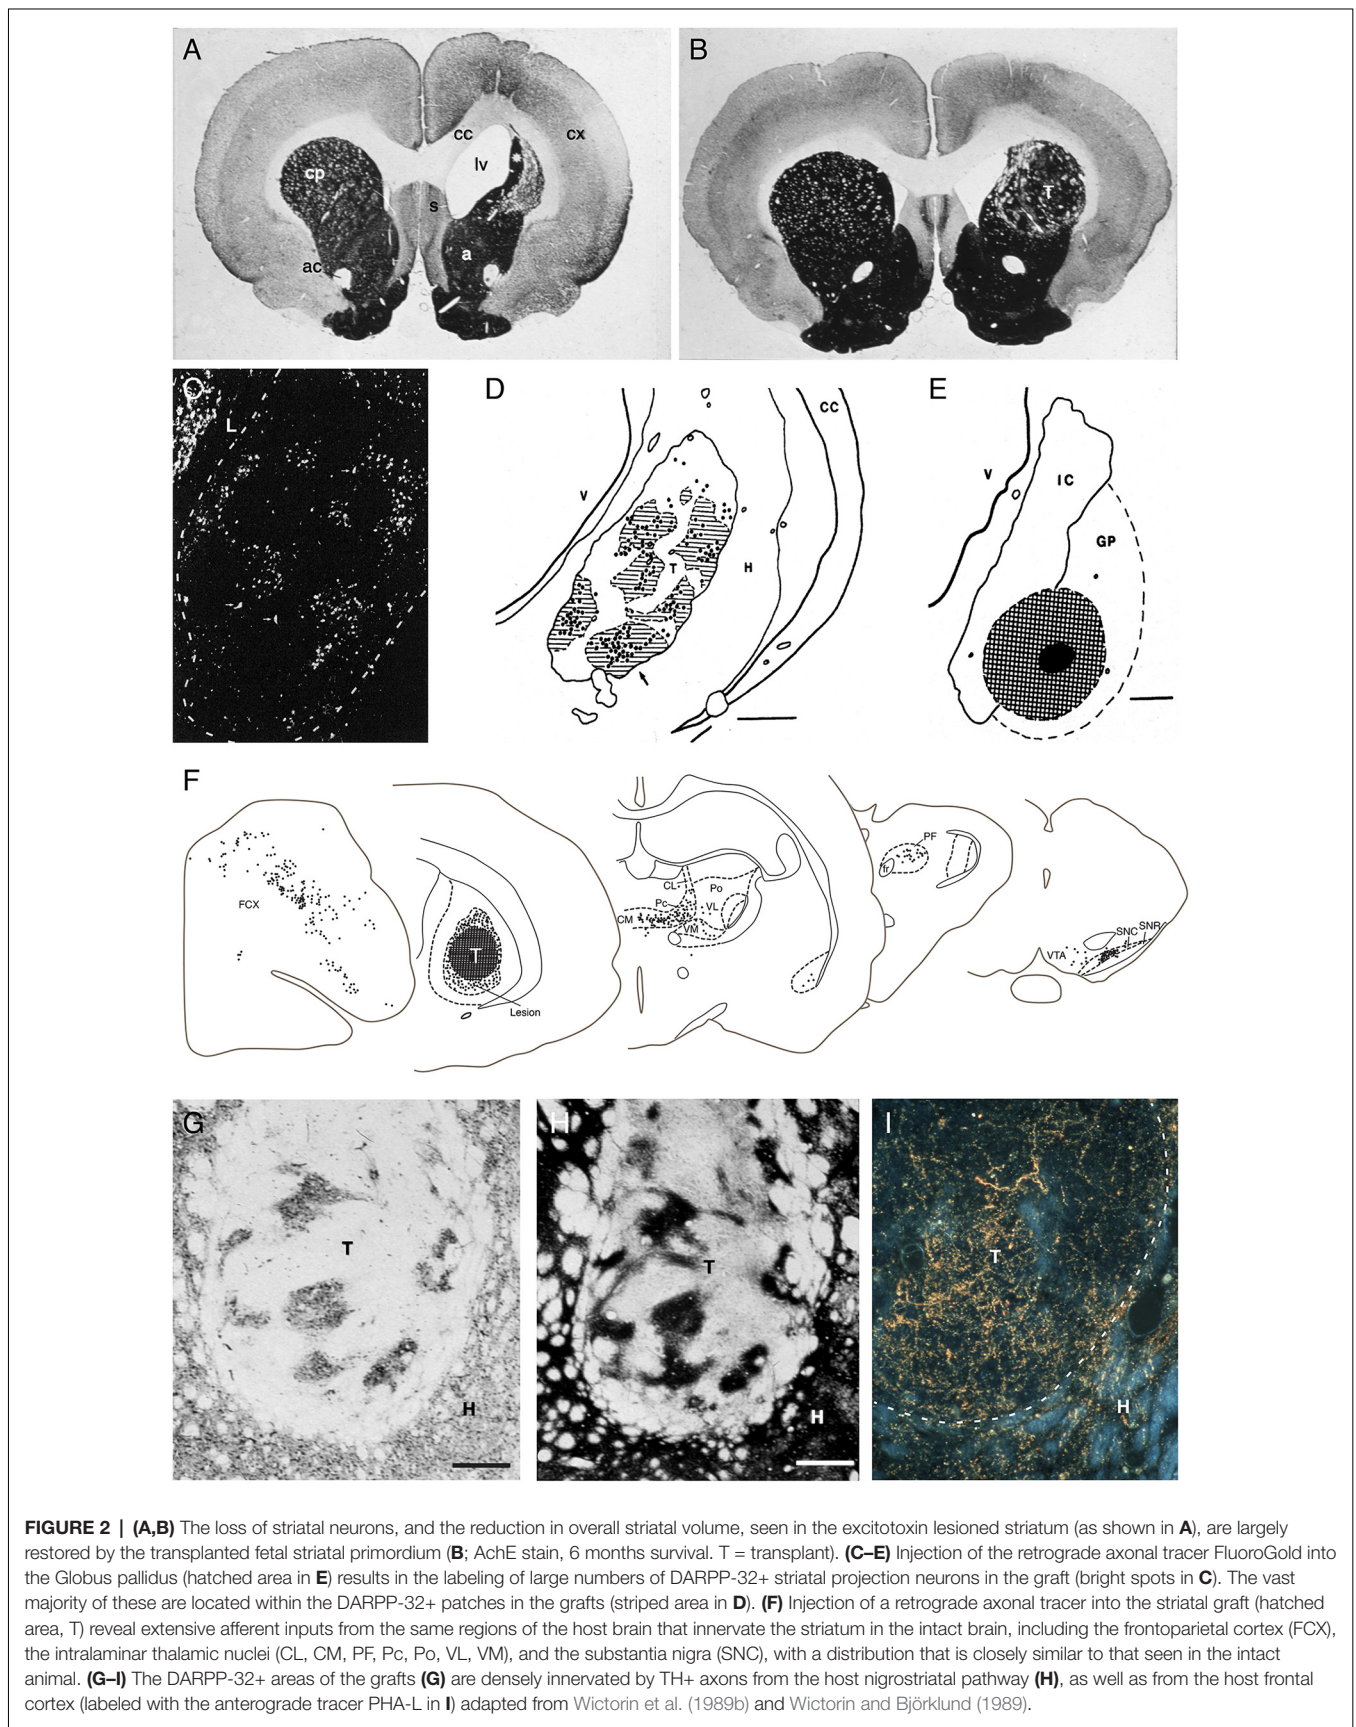 A
cc
cx
lv
*
cp
s
ac
a
B
T
C
L
D
CC
V
T
H
E
V
IC
GP
F
FCX
T
Lesion
CL
Po
Pc
VL
CM
VM
PF
fr
SNC
SNR
VTA
G
T
H
H
T
H
I
T
H
FIGURE 2 | (A,B) The loss of striatal neurons, and the reduction in overall striatal volume, seen in the excitotoxin lesioned striatum (as shown in A), are largely
restored by the transplanted fetal striatal primordium (B; AchE stain, 6 months survival. T = transplant). (C–E) Injection of the retrograde axonal tracer FluoroGold into
the Globus pallidus (hatched area in E) results in the labeling of large numbers of DARPP-32+ striatal projection neurons in the graft (bright spots in C). The vast
majority of these are located within the DARPP-32+ patches in the grafts (striped area in D). (F) Injection of a retrograde axonal tracer into the striatal graft (hatched
area, T) reveal extensive afferent inputs from the same regions of the host brain that innervate the striatum in the intact brain, including the frontoparietal cortex (FCX),
the intralaminar thalamic nuclei (CL, CM, PF, Pc, Po, VL, VM), and the substantia nigra (SNC), with a distribution that is closely similar to that seen in the intact
animal. (G–I) The DARPP-32+ areas of the grafts (G) are densely innervated by TH+ axons from the host nigrostriatal pathway (H), as well as from the host frontal
cortex (labeled with the anterograde tracer PHA-L in I) adapted from Wictorin et al. (1989b) and Wictorin and Björklund (1989).